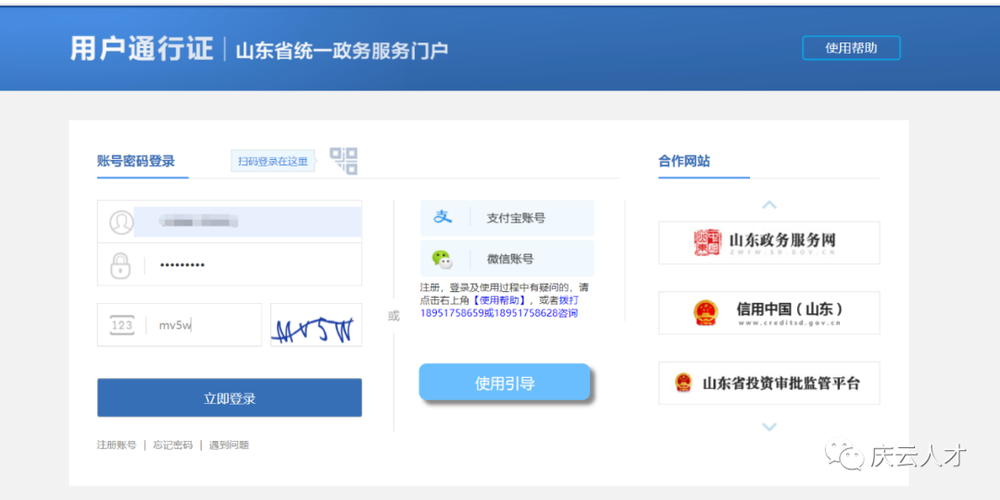 用户通行证 山东省统一政务服务门户
使用帮助
账号密码登录
扫码登录在这里
•••••••••
123
mv5w
MV5W
立即登录
注册账号 | 忘记密码 | 遇到问题
或
支付宝账号
微信账号
注册，登录及使用过程中有疑问的，请
点击右上角【使用帮助】，或者拨打
18951758659或18951758628咨询
使用引导
合作网站
山东政务服务网
ZWFW.SD.GOV.CN
信用中国（山东）
www.creditsd.gov.cn
山东省投资审批监管平台
庆云人才